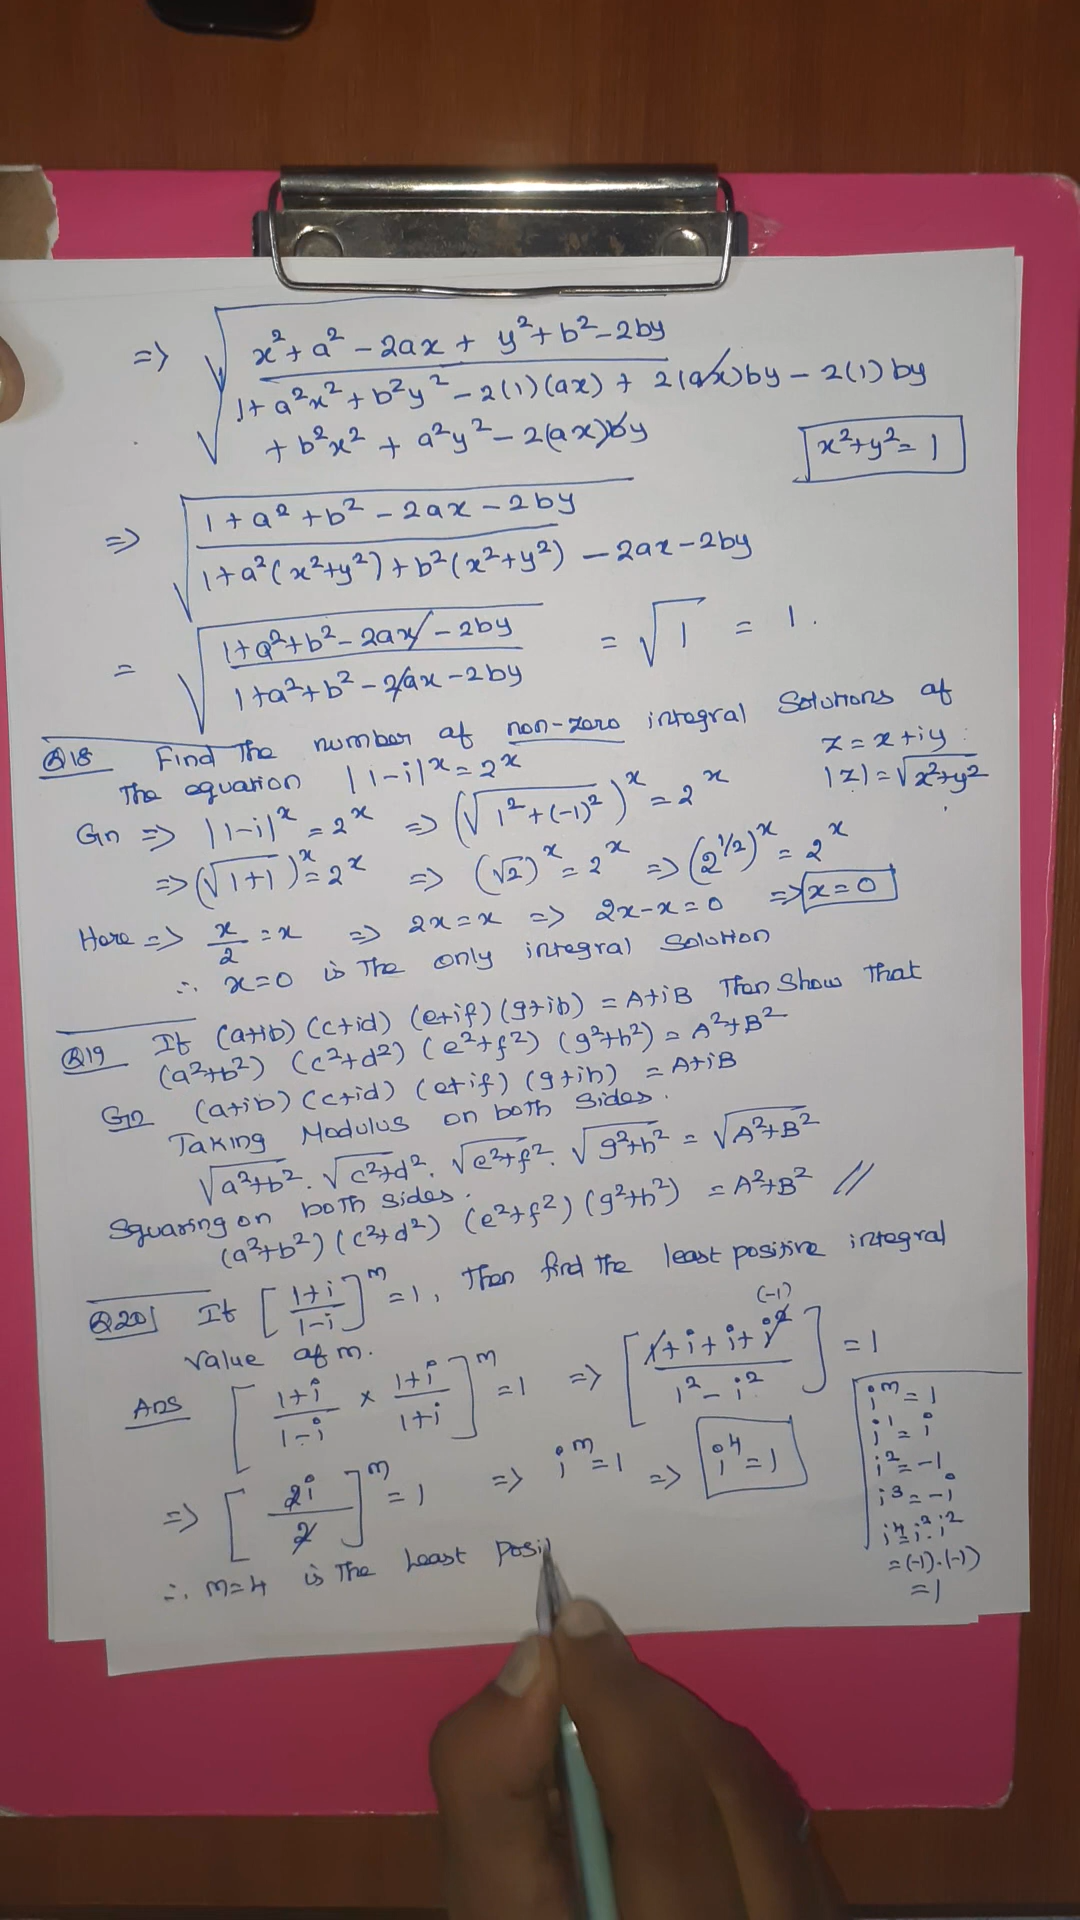 => √(x²+a²-2ax+y²+b²-2by
1+a²x²+b²y²-2(1)(ax)+2(ax)by-2(1)by
+b²x²+a²y²-2(ax)by
x²+y²=1
=> √(1+a²+b²-2ax-2by
1+a²(x²+y²)+b²(x²+y²)-2ax-2by
= √(1+a²+b²-2ax-2by / 1+a²+b²-2ax-2by) = √1 = 1.
Q18 Find The number of non-zero integral Solutions of
The equation |1-i|^x = 2^x
z = x+iy
|z| = √x²+y²
Gn => |1-i|^x = 2^x => (√1²+(-1)²)^x = 2^x
=> (√1+1)^x = 2^x => (√2)^x = 2^x => (2^1/2)^x = 2^x
Here => x/2 = x => 2x = x => 2x-x=0 => x=0
∴ x=0 is The only integral Solution
Q19 If (a+ib) (c+id) (e+if) (g+ih) = A+iB Then Show That
(a²+b²) (c²+d²) (e²+f²) (g²+h²) = A²+B²
Gn (a+ib) (c+id) (e+if) (g+ih) = A+iB
Taking Modulus on both Sides.
√a²+b². √c²+d². √e²+f². √g²+h² = √A²+B²
Squaring on both sides.
(a²+b²) (c²+d²) (e²+f²) (g²+h²) = A²+B² //
Q20] If [1+i / 1-i]^m = 1, Then find the least positive integral
Value of m.
Ans [1+i / 1-i × 1+i / 1+i]^m = 1 => [1+i+i+i² (-1) / 1²-i²] = 1
=> [2i / 2]^m = 1 => i^m = 1 => i⁴ = 1
i^m = 1
i¹ = i
i² = -1
i³ = -i
i⁴ = i².i²
= (-1).(-1)
= 1
∴ m=4 is The Least Posi